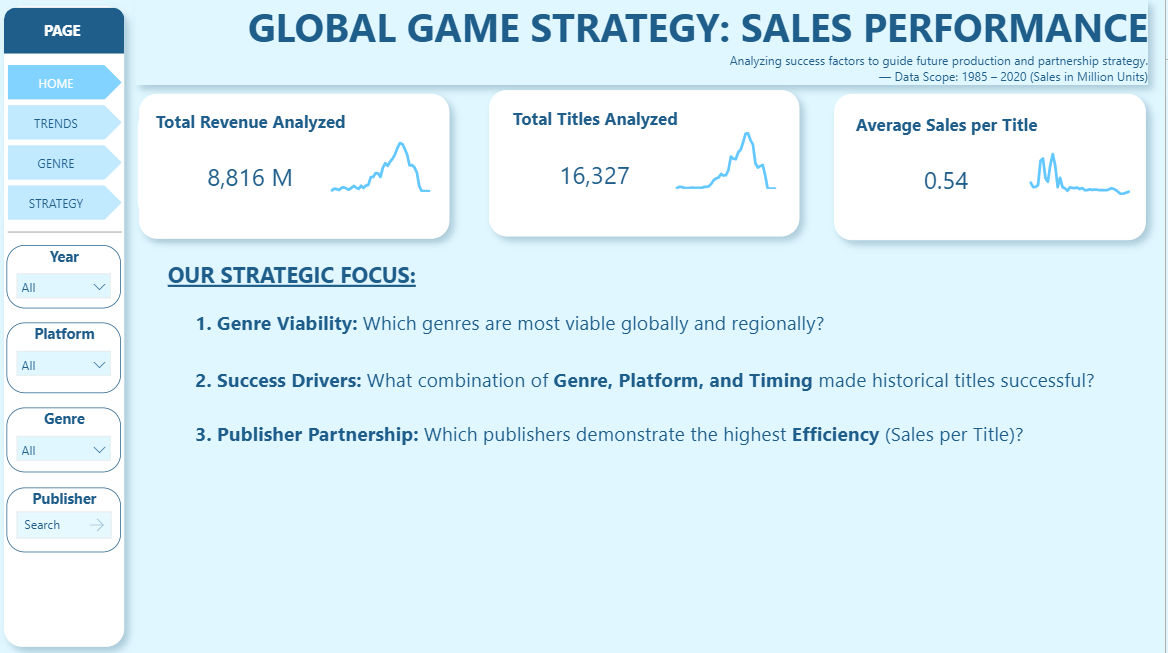 PAGE
HOME
TRENDS
GENRE
STRATEGY
Year
All
Platform
All
Genre
All
Publisher
Search
GLOBAL GAME STRATEGY: SALES PERFORMANCE
Analyzing success factors to guide future production and partnership strategy.
— Data Scope: 1985 – 2020 (Sales in Million Units)
Total Revenue Analyzed
8,816 M
Total Titles Analyzed
16,327
Average Sales per Title
0.54
OUR STRATEGIC FOCUS:
1. Genre Viability: Which genres are most viable globally and regionally?
2. Success Drivers: What combination of Genre, Platform, and Timing made historical titles successful?
3. Publisher Partnership: Which publishers demonstrate the highest Efficiency (Sales per Title)?